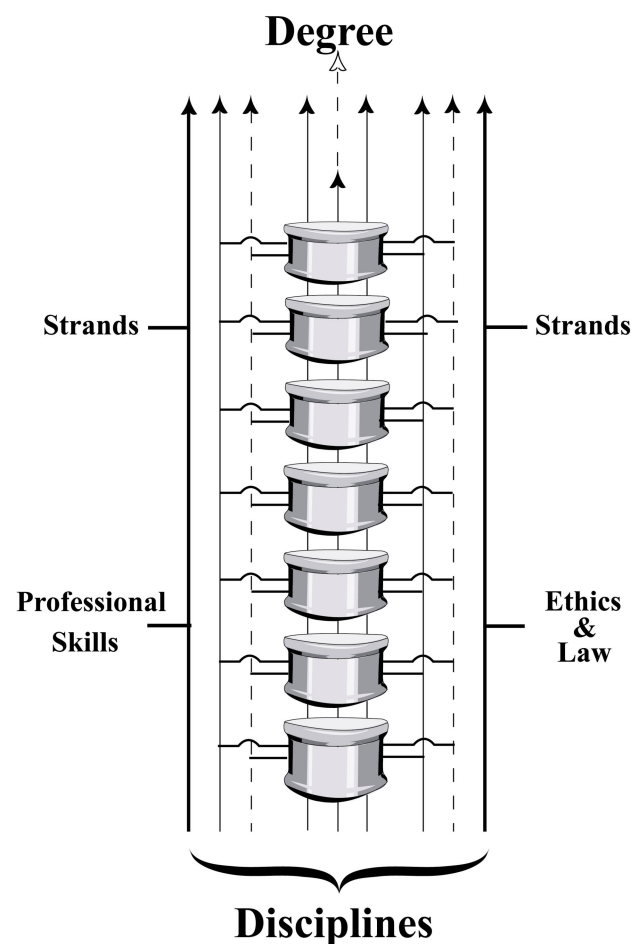 Degree
Strands
Strands
Professional
Skills
Ethics
&
Law
Disciplines